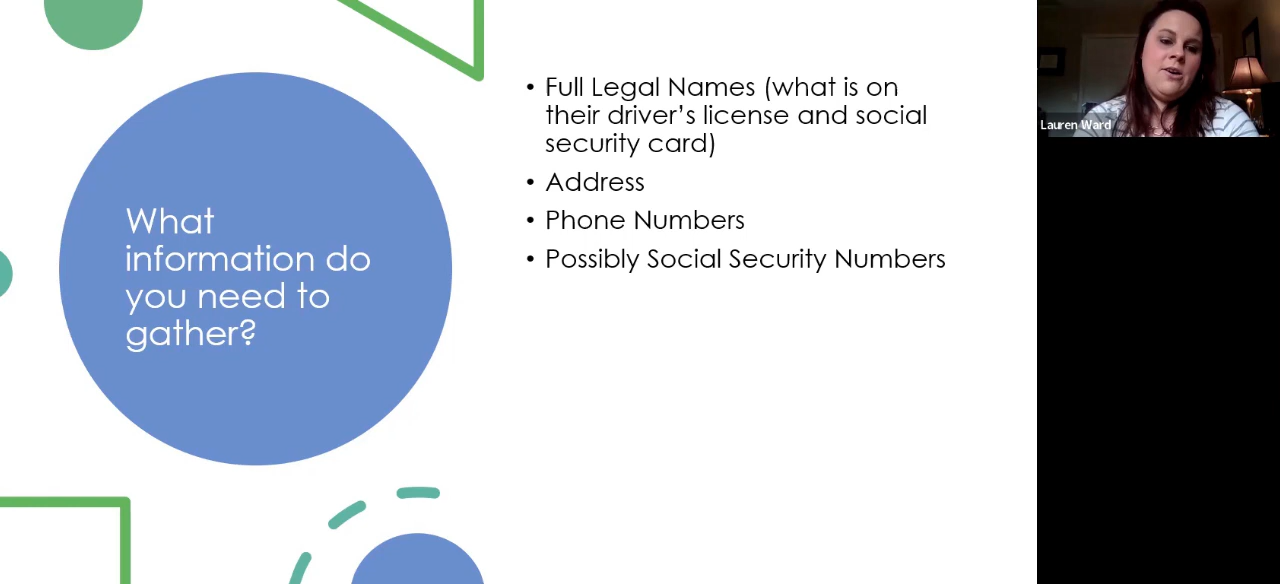 What
information do
you need to
gather?
• Full Legal Names (what is on
their driver’s license and social
security card)
• Address
• Phone Numbers
• Possibly Social Security Numbers
Lauren Ward